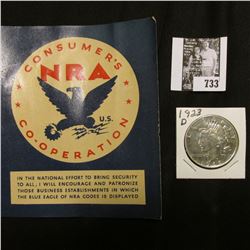 CONSUMER'S
NRA
U.S.
CO-OPERATION
IN THE NATIONAL EFFORT TO BRING SECURITY
TO ALL; I WILL ENCOURAGE AND PATRONIZE
THOSE BUSINESS ESTABLISHMENTS IN WHICH
THE BLUE EAGLE OF NRA CODES IS DISPLAYED
733
1923
D